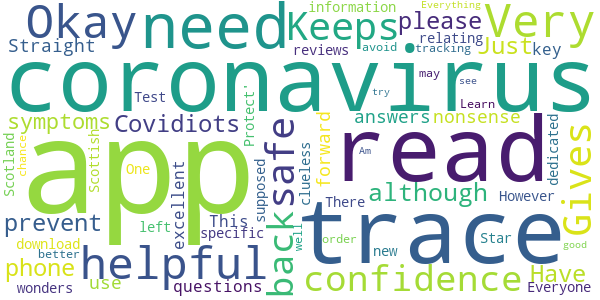 Okay need Keeps please information Everything Very
Straight reviews avoid tracking relating Just key
coronavirus
symptoms Test Covidiots Protect' may try see Learn answers nonsense
Scotland chance Scottish app One excellent supposed safe clueless read forward dedicated Gives
prevent left This specific back There Am although However
download better phone wonders use helpful questions well order trace new Star Have Everyone good
confidence